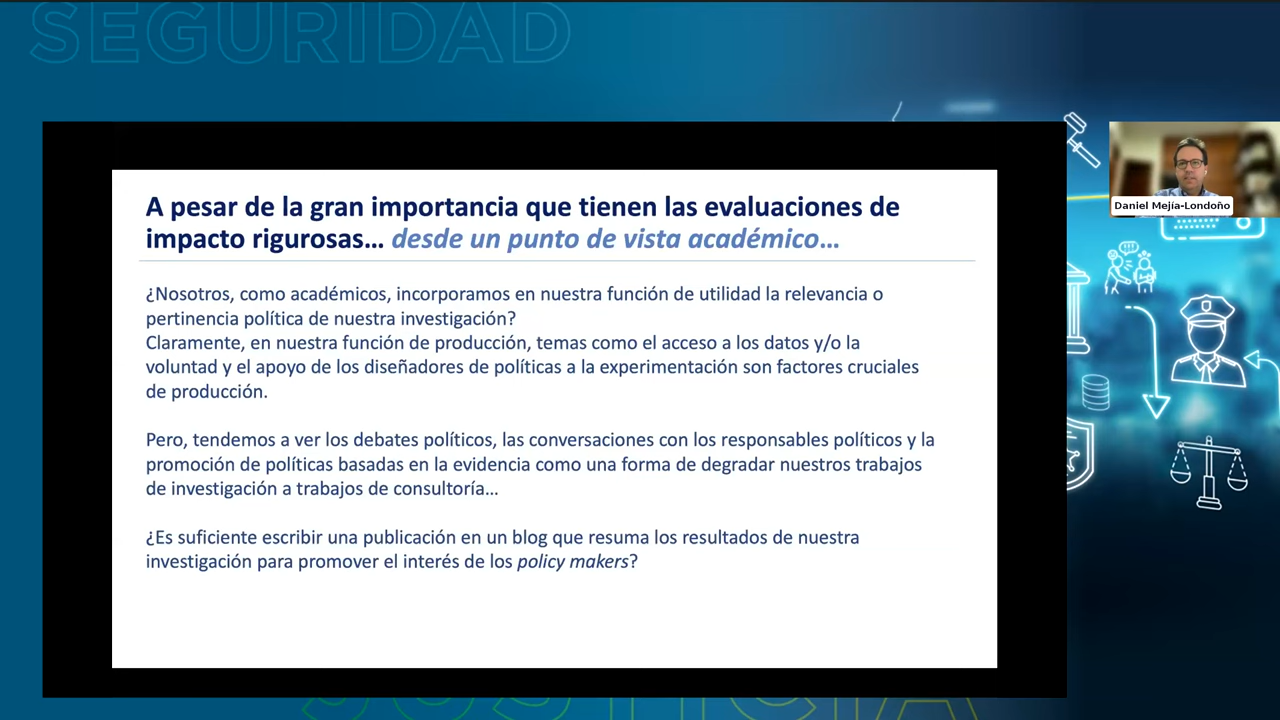 SEGURIDAD
A pesar de la gran importancia que tienen las evaluaciones de
impacto rigurosas... desde un punto de vista académico...
¿Nosotros, como académicos, incorporamos en nuestra función de utilidad la relevancia o
pertinencia política de nuestra investigación?
Claramente, en nuestra función de producción, temas como el acceso a los datos y/o la
voluntad y el apoyo de los diseñadores de políticas a la experimentación son factores cruciales
de producción.
Pero, tendemos a ver los debates políticos, las conversaciones con los responsables políticos y la
promoción de políticas basadas en la evidencia como una forma de degradar nuestros trabajos
de investigación a trabajos de consultoría...
¿Es suficiente escribir una publicación en un blog que resuma los resultados de nuestra
investigación para promover el interés de los policy makers?
Daniel Mejía-Londoño
JUSTICIA